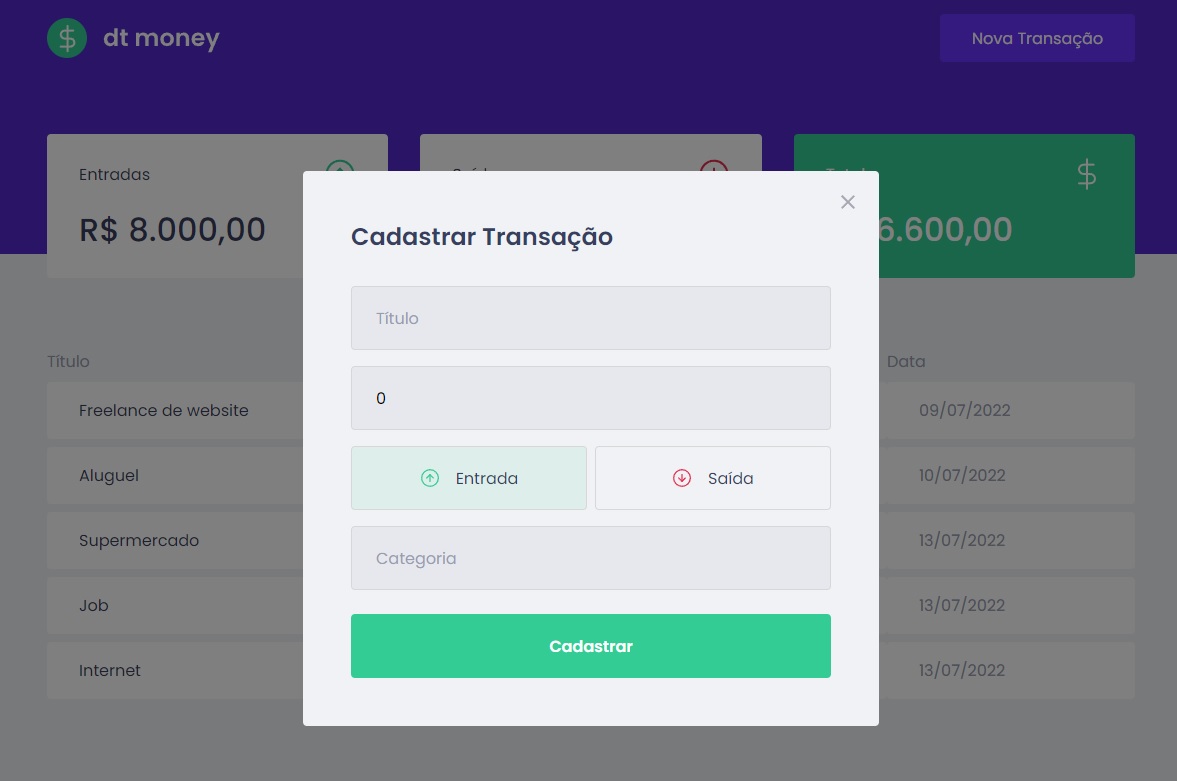 dt money
Nova Transação
Entradas
R$ 8.000,00
6.600,00
Cadastrar Transação
Título
0
Entrada
Saída
Categoria
Cadastrar
Título
Data
Freelance de website
09/07/2022
Aluguel
10/07/2022
Supermercado
13/07/2022
Job
13/07/2022
Internet
13/07/2022